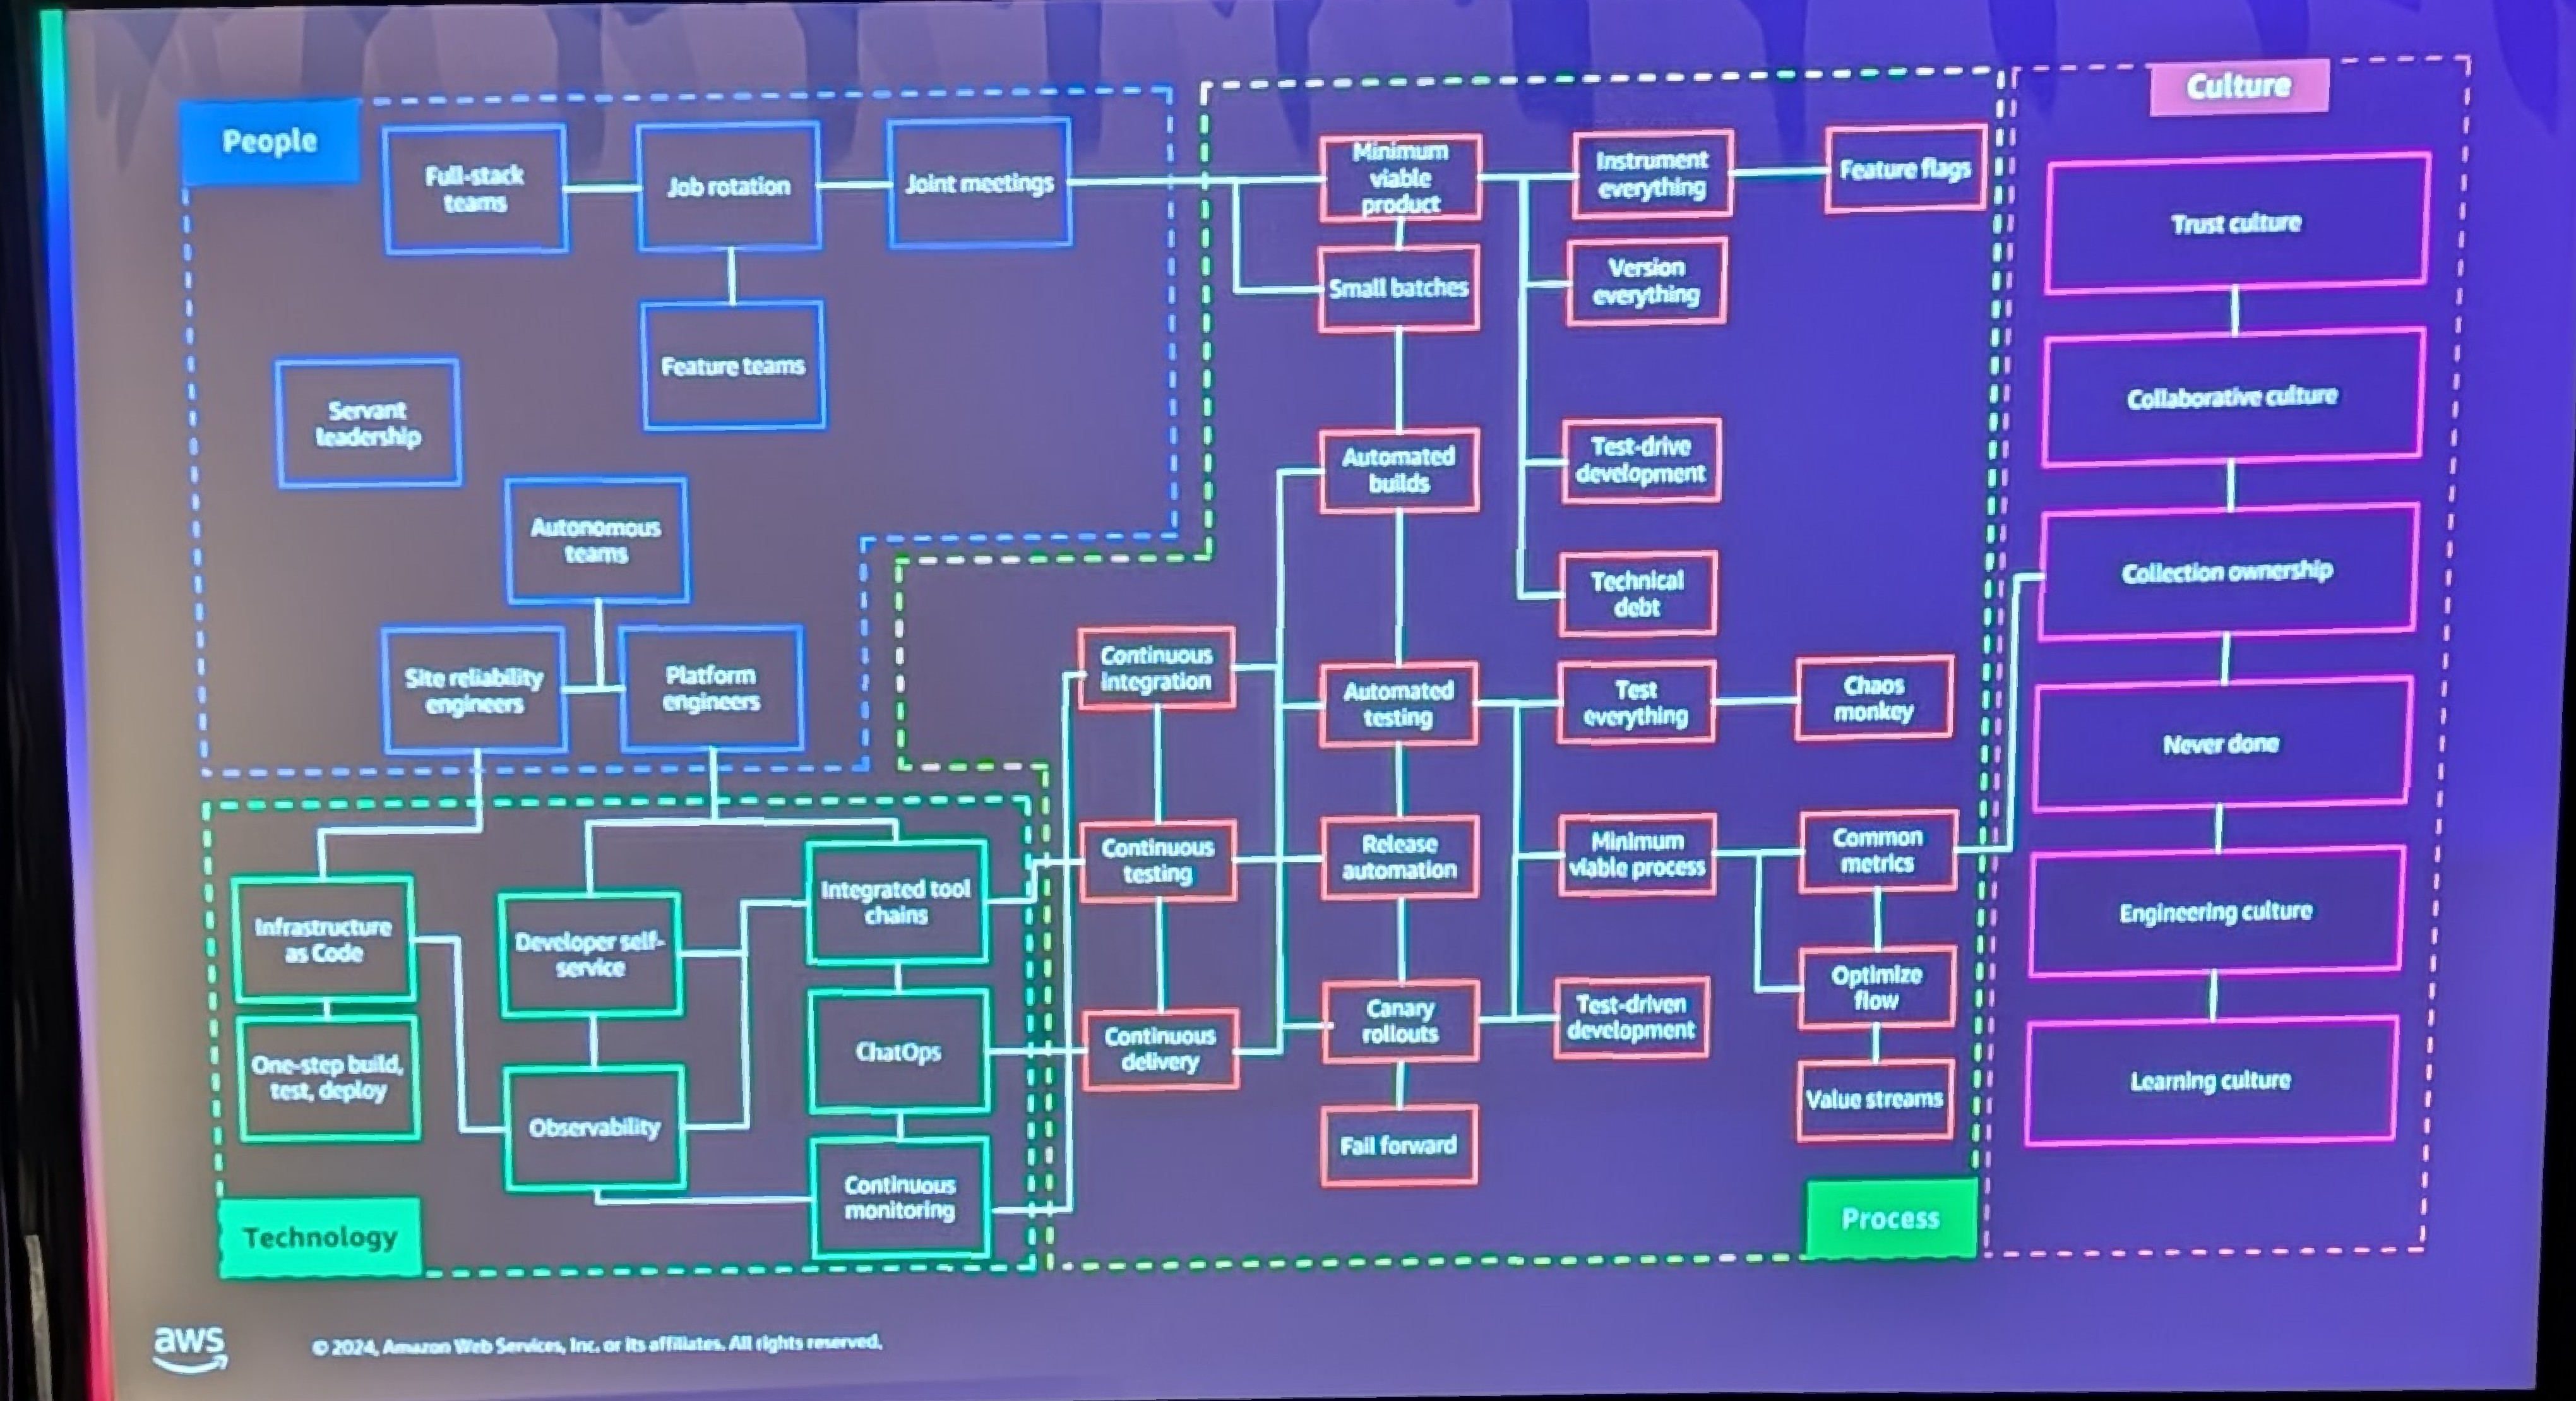 People
Full-stack
teams
Job rotation
Joint meetings
Feature teams
Servant
leadership
Autonomous
teams
Site reliability
engineers
Platform
engineers
Infrastructure
as Code
One-step build,
test, deploy
Developer self-
service
Observability
Integrated tool
chains
ChatOps
Continuous
monitoring
Technology
Minimum
viable
product
Instrument
everything
Feature flags
Small batches
Version
everything
Automated
builds
Test-drive
development
Technical
debt
Continuous
integration
Automated
testing
Test
everything
Chaos
monkey
Continuous
testing
Release
automation
Minimum
viable process
Common
metrics
Continuous
delivery
Canary
rollouts
Test-driven
development
Optimize
flow
Fail forward
Value streams
Process
Culture
Trust culture
Collaborative culture
Collection ownership
Never done
Engineering culture
Learning culture
aws
© 2024, Amazon Web Services, Inc. or its affiliates. All rights reserved.